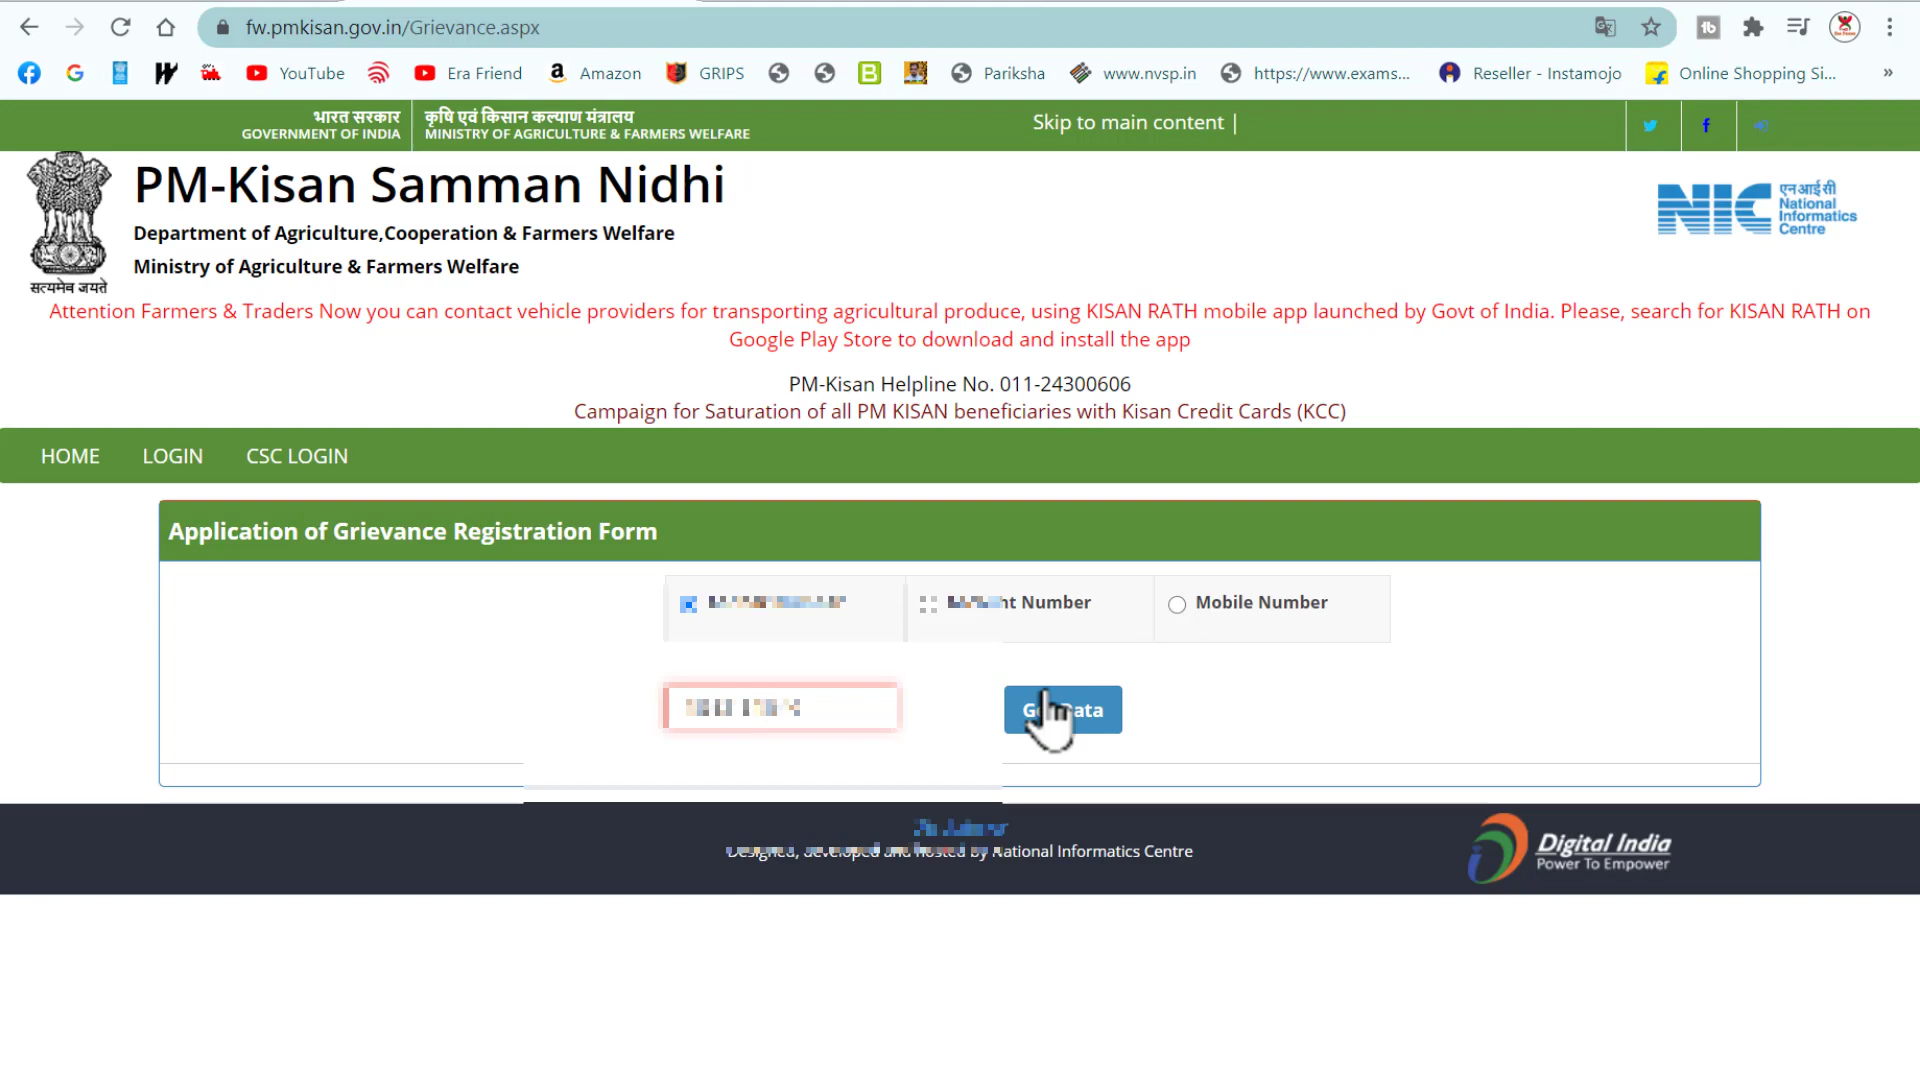 fw.pmkisan.gov.in/Grievance.aspx
YouTube Era Friend Amazon GRIPS Pariksha www.nvsp.in https://www.exams... Reseller - Instamojo Online Shopping Si... »
भारत सरकार
GOVERNMENT OF INDIA
कृषि एवं किसान कल्याण मंत्रालय
MINISTRY OF AGRICULTURE & FARMERS WELFARE
Skip to main content |
PM-Kisan Samman Nidhi
Department of Agriculture,Cooperation & Farmers Welfare
Ministry of Agriculture & Farmers Welfare
सत्यमेव जयते
NIC
एन आई सी
National
Informatics
Centre
Attention Farmers & Traders Now you can contact vehicle providers for transporting agricultural produce, using KISAN RATH mobile app launched by Govt of India. Please, search for KISAN RATH on
Google Play Store to download and install the app
PM-Kisan Helpline No. 011-24300606
Campaign for Saturation of all PM KISAN beneficiaries with Kisan Credit Cards (KCC)
HOME LOGIN CSC LOGIN
Application of Grievance Registration Form
Number Mobile Number
Designed, developed and hosted by National Informatics Centre
Digital India
Power To Empower